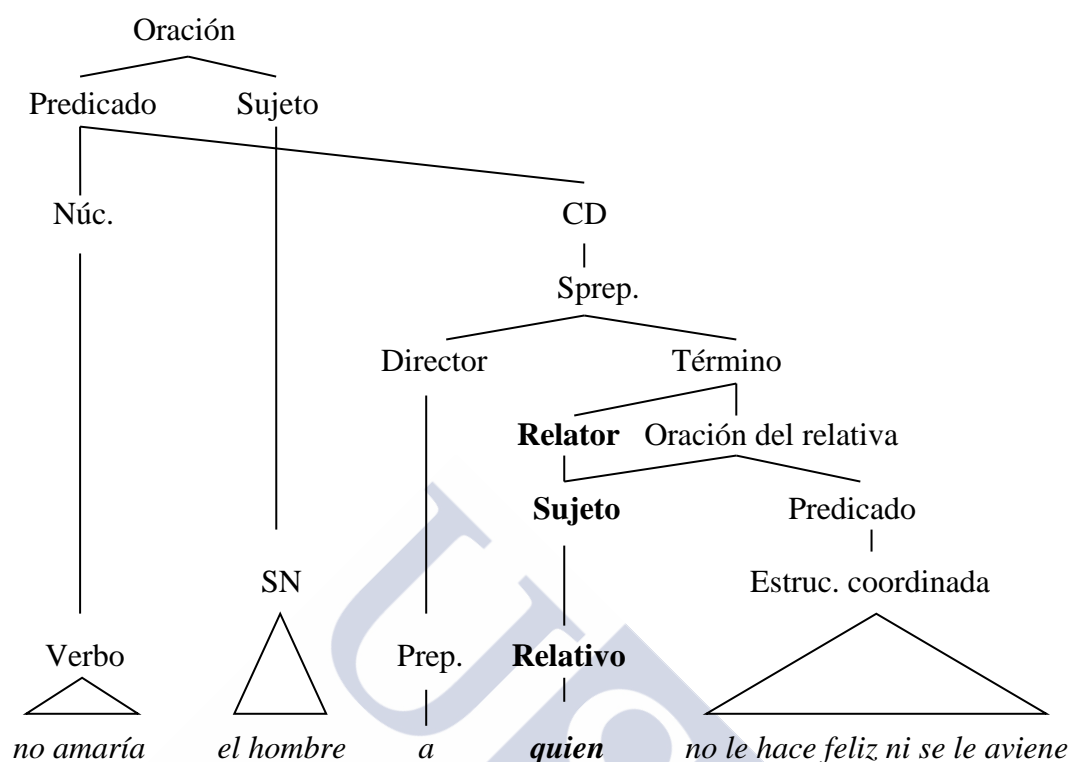 Oración
Predicado Sujeto
Núc. CD
Sprep.
Director Término
Relator Oración del relativa
Sujeto Predicado
SN Estruc. coordinada
Verbo Prep. Relativo
no amaría el hombre a quien no le hace feliz ni se le aviene